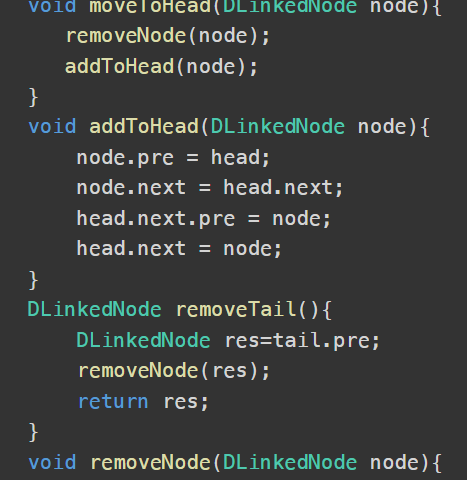 void moveToHead(DLinkedNode node){
removeNode(node);
addToHead(node);
}
void addToHead(DLinkedNode node){
node.pre = head;
node.next = head.next;
head.next.pre = node;
head.next = node;
}
DLinkedNode removeTail(){
DLinkedNode res=tail.pre;
removeNode(res);
return res;
}
void removeNode(DLinkedNode node){